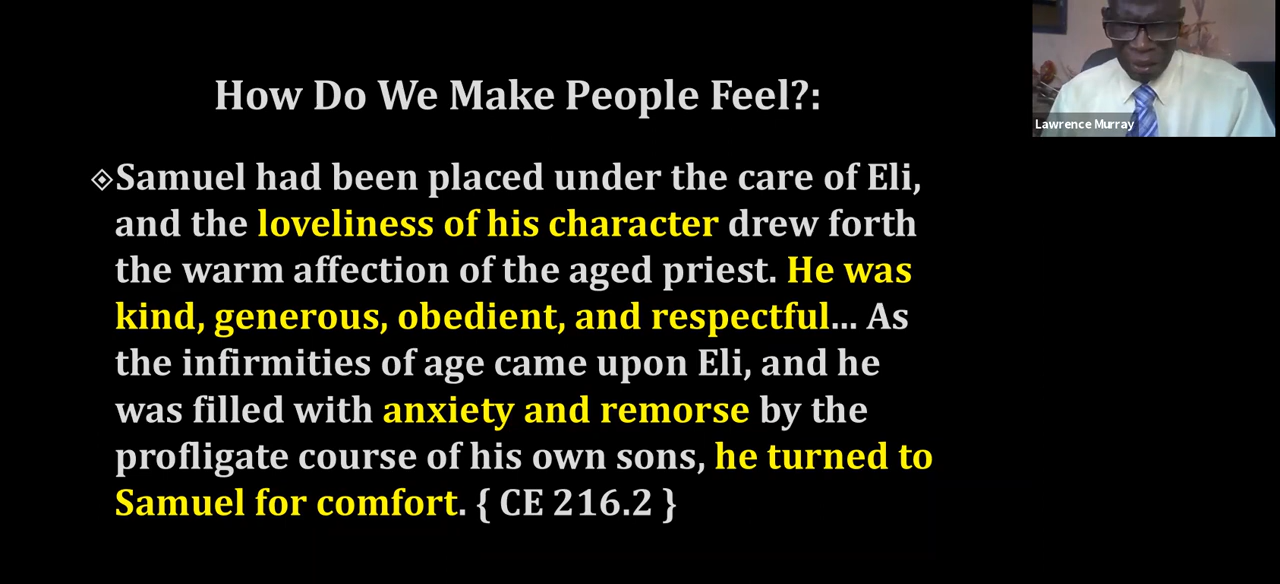 How Do We Make People Feel?:
Samuel had been placed under the care of Eli,
and the loveliness of his character drew forth
the warm affection of the aged priest. He was
kind, generous, obedient, and respectful... As
the infirmities of age came upon Eli, and he
was filled with anxiety and remorse by the
profligate course of his own sons, he turned to
Samuel for comfort. { CE 216.2 }
Lawrence Murray